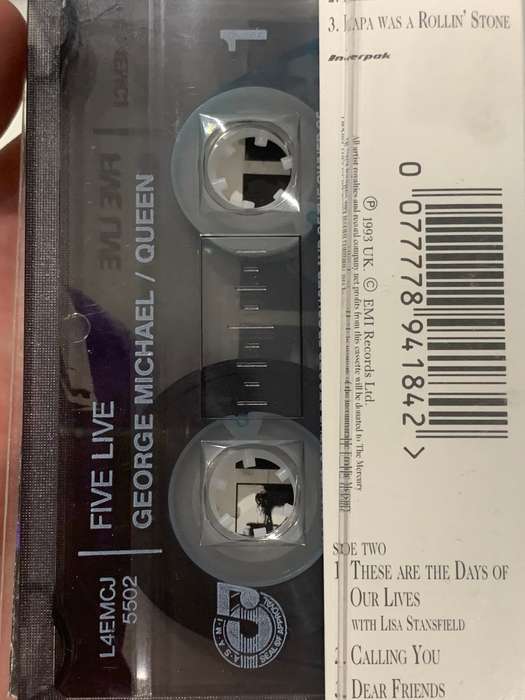 3. PAPA WAS A ROLLIN' STONE
Inverpak
1
FIVE LIVE
GEORGE MICHAEL / QUEEN
L4EMCJ
5502
All artist royalties and record company net profits from this cassette will be donated to The Mercury
℗ 1993 UK. © EMI Records Ltd.
0 077778 941842 >
SIDE TWO
1. THESE ARE THE DAYS OF
OUR LIVES
WITH LISA STANSFIELD
2. CALLING YOU
3. DEAR FRIENDS